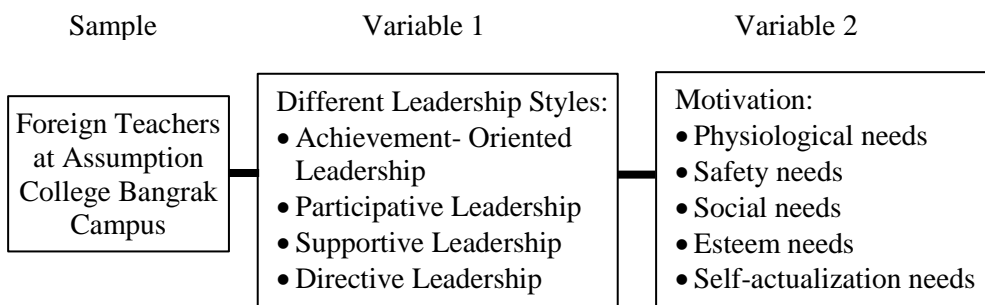 Sample
Variable 1
Variable 2
Foreign Teachers
at Assumption
College Bangrak
Campus
Different Leadership Styles:
• Achievement- Oriented
Leadership
• Participative Leadership
• Supportive Leadership
• Directive Leadership
Motivation:
• Physiological needs
• Safety needs
• Social needs
• Esteem needs
• Self-actualization needs